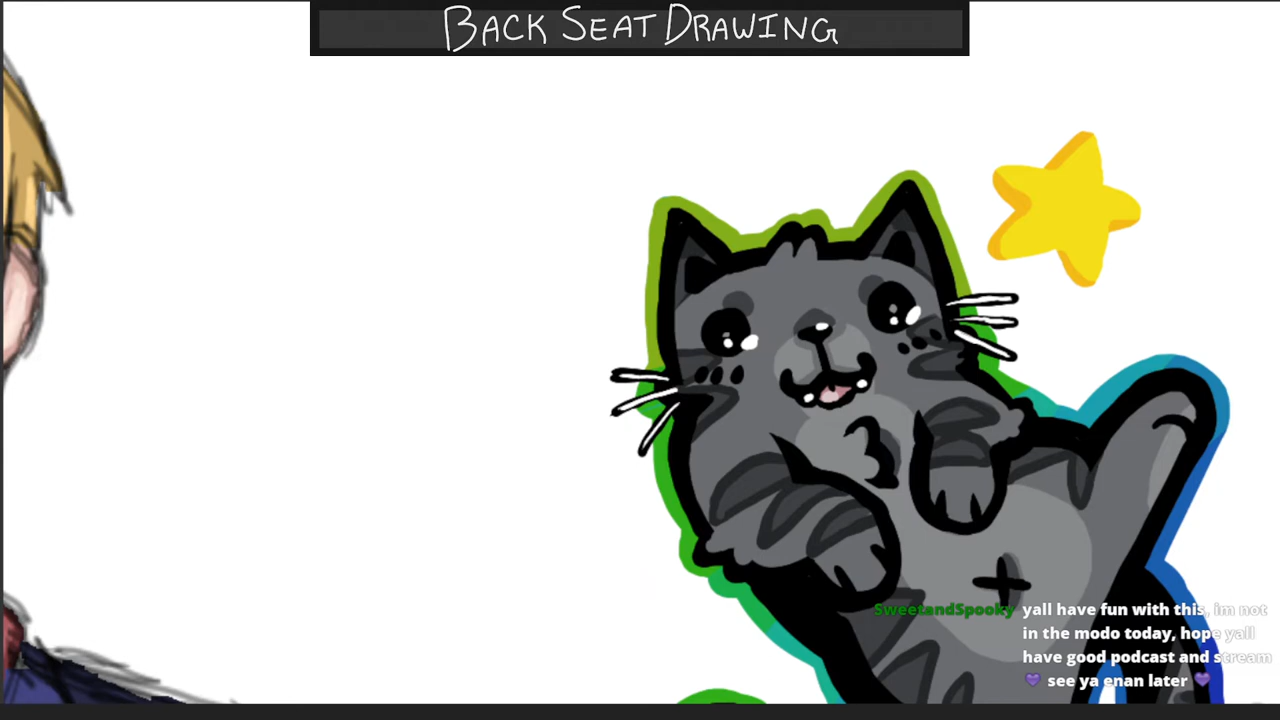 BACK SEAT DRAWING
SweetandSpooky yall have fun with this, im not
in the modo today, hope yall
have good podcast and stream
💜 see ya enan later 💜